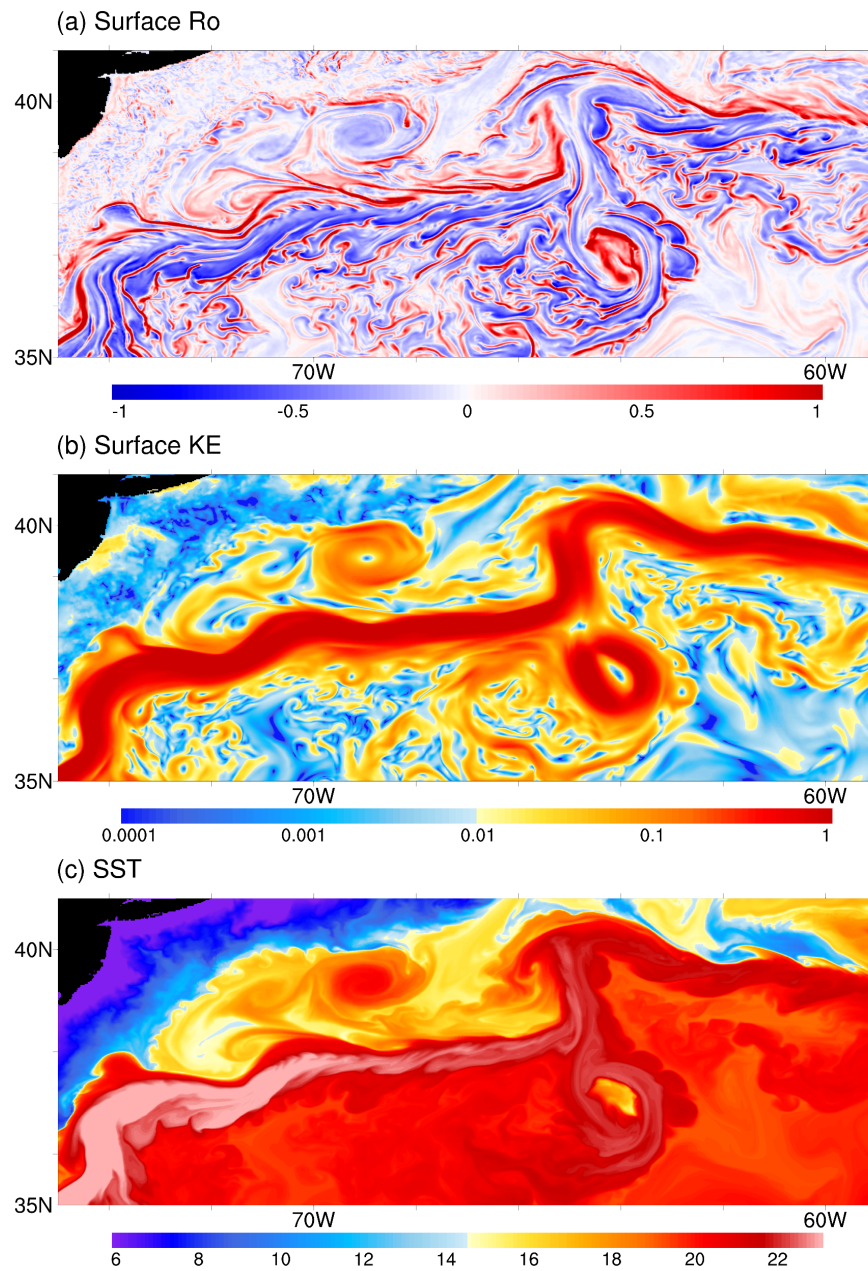 (a) Surface Ro
40N
35N
70W 60W
-1 -0.5 0 0.5 1
(b) Surface KE
40N
35N
70W 60W
0.0001 0.001 0.01 0.1 1
(c) SST
40N
35N
70W 60W
6 8 10 12 14 16 18 20 22